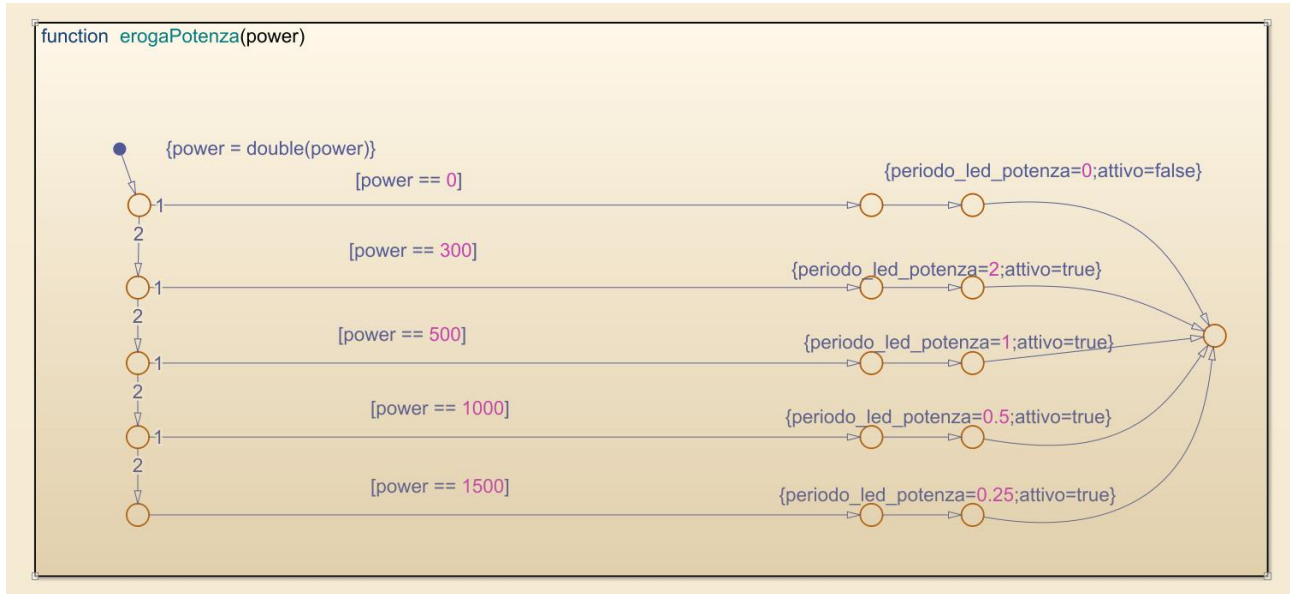 function erogaPotenza(power)
{power = double(power)}
[power == 0]
{periodo_led_potenza=0;attivo=false}
1
2
[power == 300]
{periodo_led_potenza=2;attivo=true}
1
2
[power == 500]
{periodo_led_potenza=1;attivo=true}
1
2
[power == 1000]
{periodo_led_potenza=0.5;attivo=true}
1
2
[power == 1500]
{periodo_led_potenza=0.25;attivo=true}